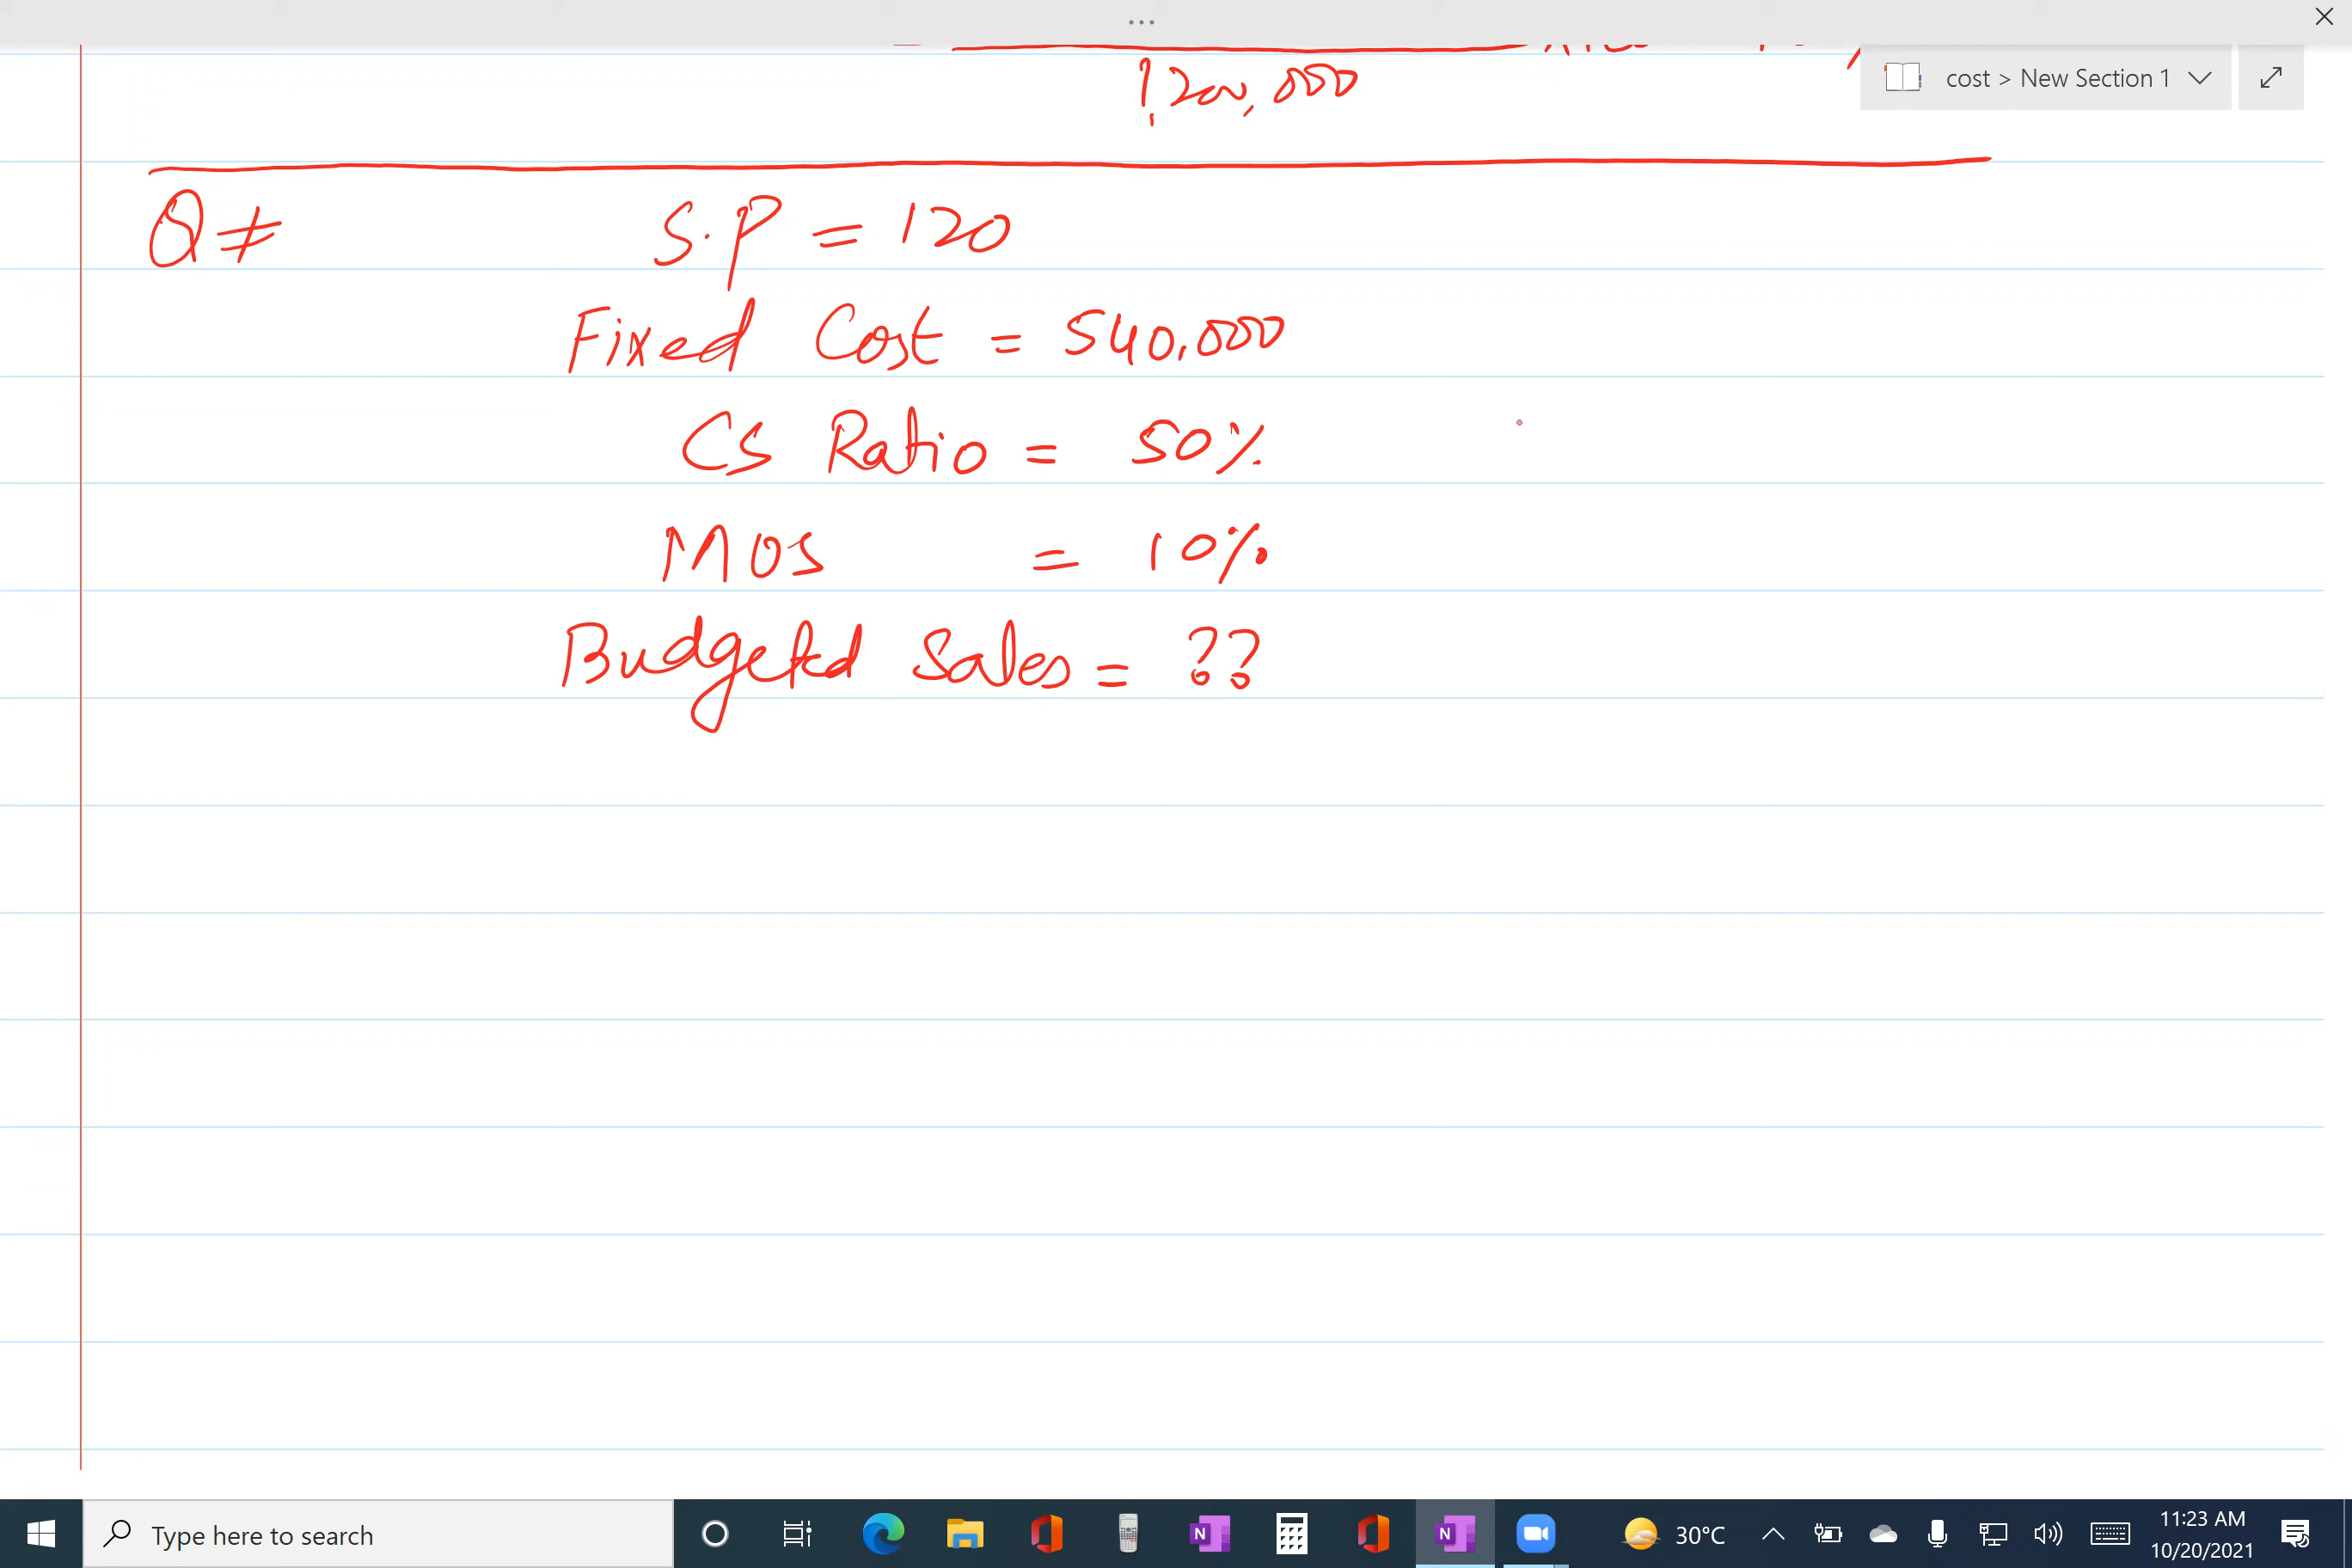 cost > New Section 1
1,200,000
Q#
S.P = 120
Fixed Cost = 540,000
CS Ratio = 50%
MOS = 10%
Budgeted Sales = ??
Type here to search
30°C
11:23 AM
10/20/2021